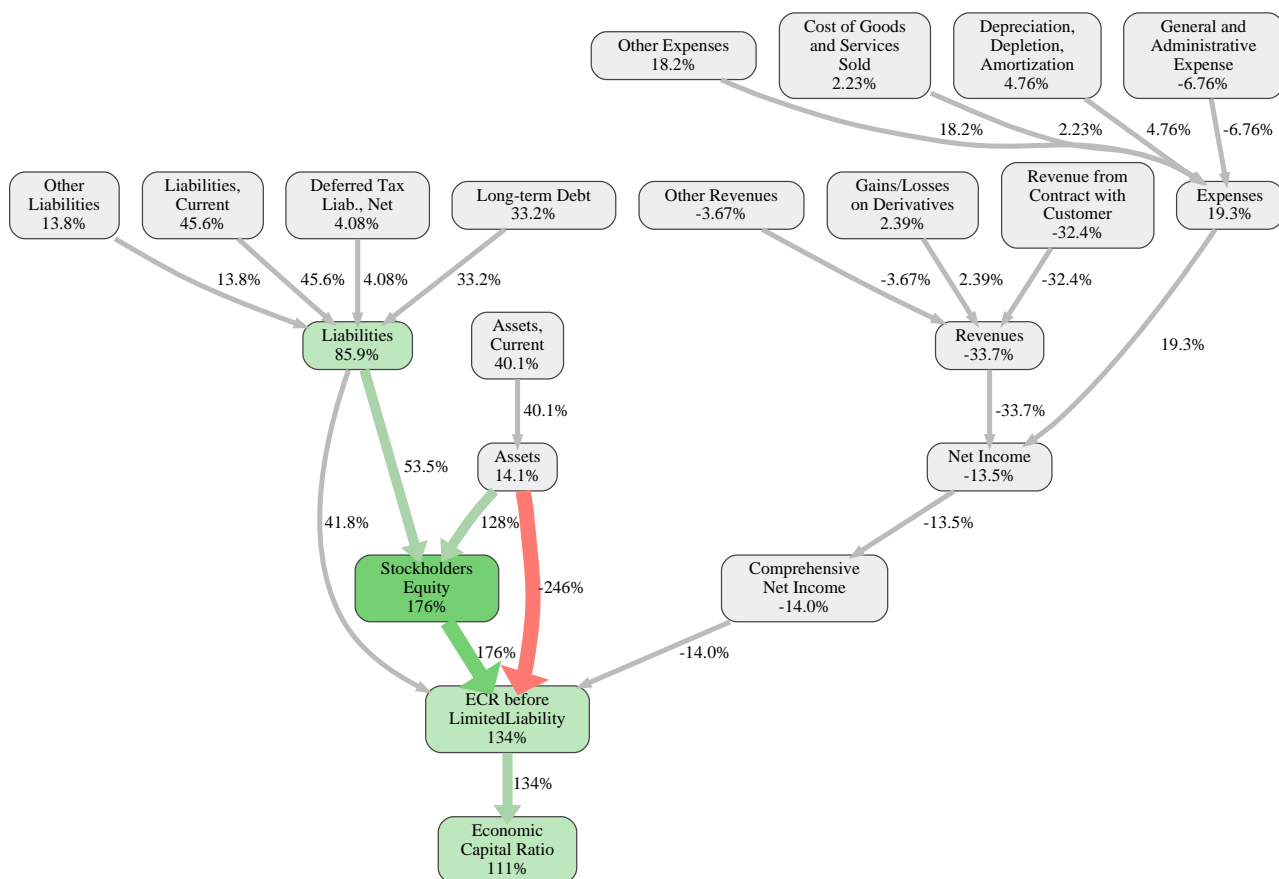 Other Expenses
18.2%
Cost of Goods
and Services
Sold
2.23%
Depreciation,
Depletion,
Amortization
4.76%
General and
Administrative
Expense
-6.76%
18.2%
2.23%
4.76%
-6.76%
Other
Liabilities
13.8%
Liabilities,
Current
45.6%
Deferred Tax
Liab., Net
4.08%
Long-term Debt
33.2%
Other Revenues
-3.67%
Gains/Losses
on Derivatives
2.39%
Revenue from
Contract with
Customer
-32.4%
Expenses
19.3%
13.8%
45.6%
4.08%
33.2%
-3.67%
2.39%
-32.4%
Liabilities
85.9%
Assets,
Current
40.1%
Revenues
-33.7%
19.3%
40.1%
-33.7%
Assets
14.1%
Net Income
-13.5%
53.5%
41.8%
128%
-13.5%
Stockholders
Equity
176%
-246%
Comprehensive
Net Income
-14.0%
176%
-14.0%
ECR before
LimitedLiability
134%
134%
Economic
Capital Ratio
111%